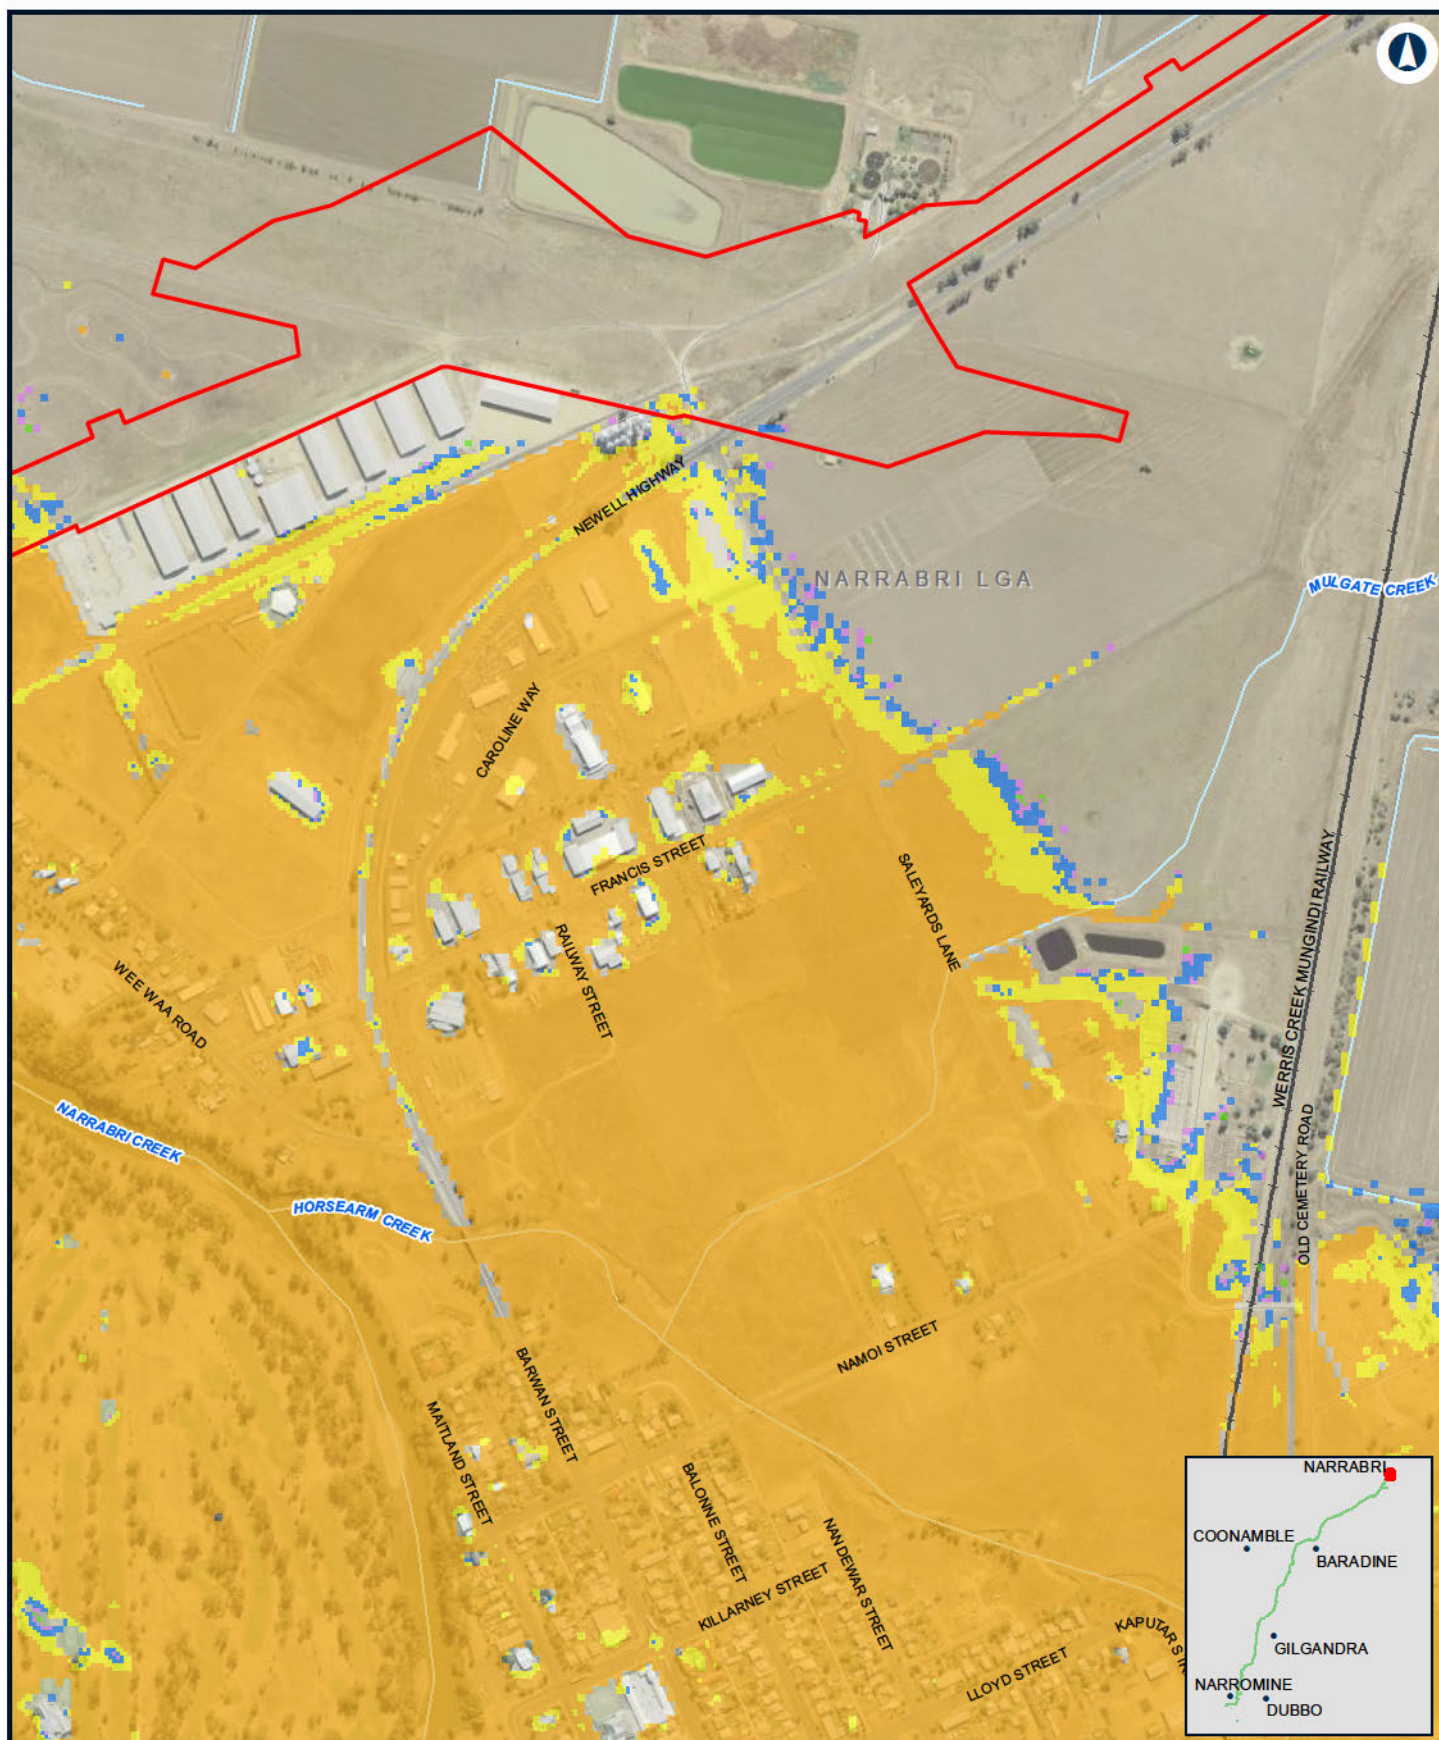 NEWELL HIGHWAY
NARRABRI LGA
MULGATE CREEK
CAROLINE WAY
FRANCIS STREET
SALEYARDS LANE
RAILWAY STREET
WEE WAA ROAD
WERRIS CREEK MUNGINDI RAILWAY
NARRABRI CREEK
OLD CEMETERY ROAD
HORSEARM CREEK
NAMOI STREET
BARWAN STREET
MAITLAND STREET
BALONNE STREET
NANDEWAR STREET
KILLARNEY STREET
LLOYD STREET
KAPUTAR
NARRABRI
COONAMBLE
BARADINE
GILGANDRA
NARROMINE
DUBBO